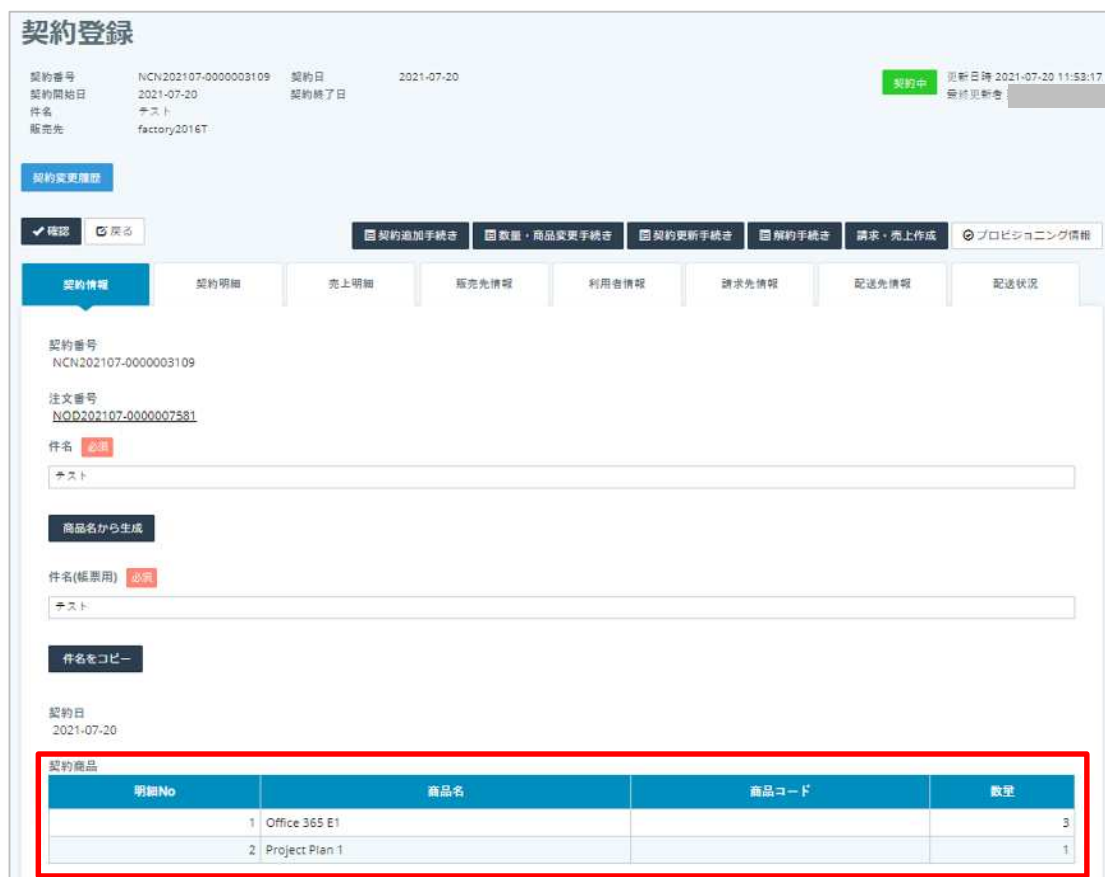 契約登録
契約番号 NCN202107-0000003109 契約日 2021-07-20
契約開始日 2021-07-20 契約終了日
件名 テスト
販売先 factory2016T
契約中 更新日時 2021-07-20 11:53:17
最終更新者
契約変更履歴
確認 戻る 契約追加手続き 数量・商品変更手続き 契約更新手続き 解約手続き 請求・売上作成 プロビジョニング情報
契約情報 契約明細 売上明細 販売先情報 利用者情報 請求先情報 配送先情報 配送状況
契約番号
NCN202107-0000003109
注文番号
NOD202107-0000007581
件名 必須
テスト
商品名から生成
件名(帳票用) 必須
テスト
件名をコピー
契約日
2021-07-20
契約商品
明細No 商品名 商品コード 数量
1 Office 365 E1 3
2 Project Plan 1 1